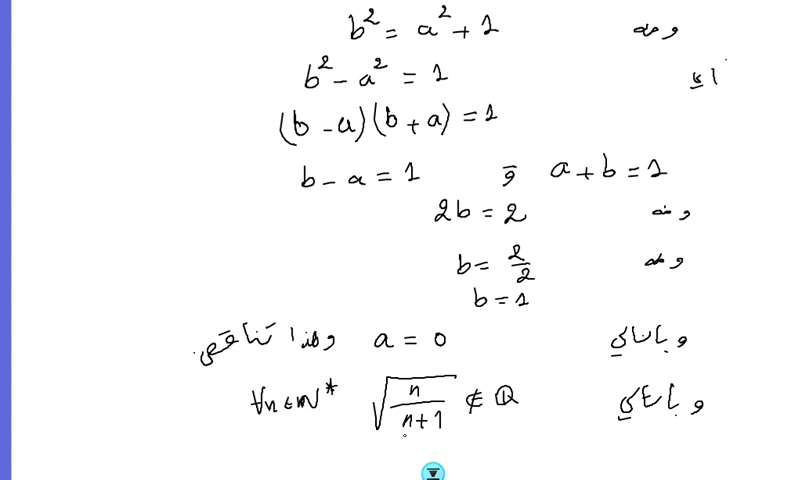 ومنه b² = a² + 1
أي b² - a² = 1
(b - a)(b + a) = 1
b - a = 1 و a + b = 1
ومنه 2b = 2
ومنه b = 2/2
b = 1
وبالتالي a = 0 وهذا تناقض
وبالتالي ∀n∈ℕ* √(n/(n+1)) ∉ ℚ